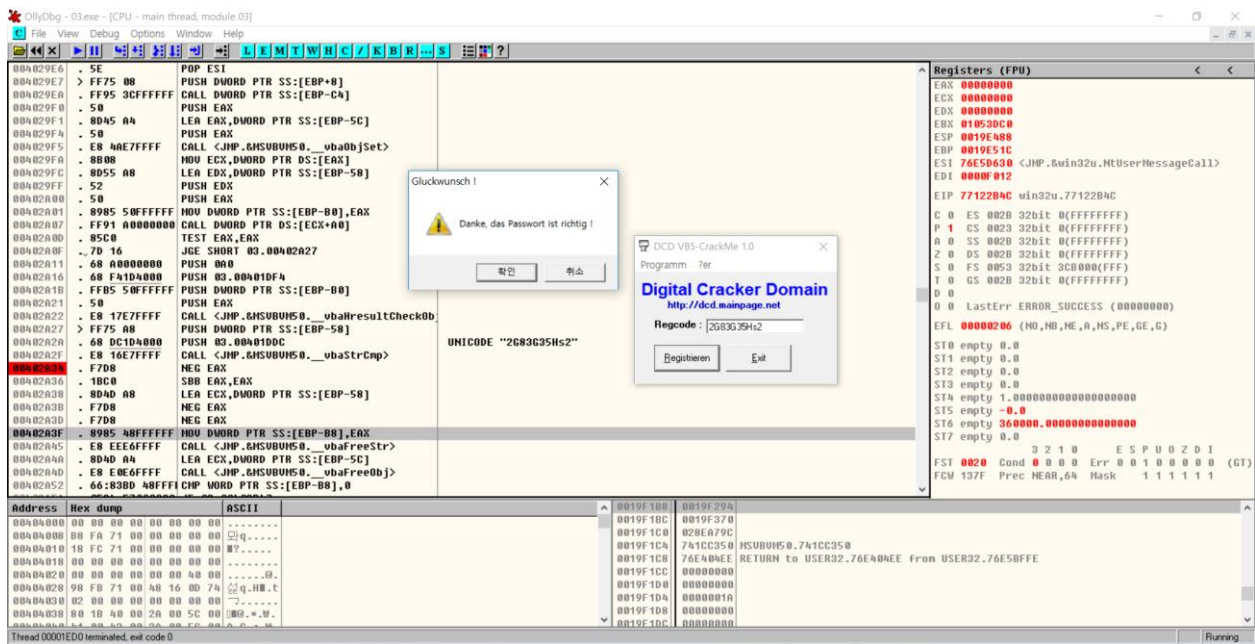 OllyDbg - 03.exe - [CPU - main thread, module 03]
File View Debug Options Window Help
L E M T W H C / K B R ... S
004029E6 . 5E POP ESI
004029E7 > FF75 08 PUSH DWORD PTR SS:[EBP+8]
004029EA . FF95 3CFFFFFF CALL DWORD PTR SS:[EBP-C4]
004029F0 . 50 PUSH EAX
004029F1 . 8D45 A4 LEA EAX,DWORD PTR SS:[EBP-5C]
004029F4 . 50 PUSH EAX
004029F5 . E8 4AE7FFFF CALL <JMP.&MSVBVM50.__vbaObjSet>
004029FA . 8B08 MOV ECX,DWORD PTR DS:[EAX]
004029FC . 8D55 A8 LEA EDX,DWORD PTR SS:[EBP-58]
004029FF . 52 PUSH EDX
00402A00 . 50 PUSH EAX
00402A01 . 8985 50FFFFFF MOV DWORD PTR SS:[EBP-B0],EAX
00402A07 . FF91 A0000000 CALL DWORD PTR DS:[ECX+A0]
00402A0D . 85C0 TEST EAX,EAX
00402A0F .,7D 16 JGE SHORT 03.00402A27
00402A11 . 68 A0000000 PUSH 0A0
00402A16 . 68 F41D4000 PUSH 03.00401DF4
00402A1B . FFB5 50FFFFFF PUSH DWORD PTR SS:[EBP-B0]
00402A21 . 50 PUSH EAX
00402A22 . E8 17E7FFFF CALL <JMP.&MSVBVM50.__vbaHresultCheckObj
00402A27 > FF75 A8 PUSH DWORD PTR SS:[EBP-58]
00402A2A . 68 DC1D4000 PUSH 03.00401DDC UNICODE "2G83G35Hs2"
00402A2F . E8 16E7FFFF CALL <JMP.&MSVBVM50.__vbaStrCmp>
00402A34 . F7D8 NEG EAX
00402A36 . 1BC0 SBB EAX,EAX
00402A38 . 8D4D A8 LEA ECX,DWORD PTR SS:[EBP-58]
00402A3B . F7D8 NEG EAX
00402A3D . F7D8 NEG EAX
00402A3F . 8985 48FFFFFF MOV DWORD PTR SS:[EBP-B8],EAX
00402A45 . E8 EEE6FFFF CALL <JMP.&MSVBVM50.__vbaFreeStr>
00402A4A . 8D4D A4 LEA ECX,DWORD PTR SS:[EBP-5C]
00402A4D . E8 E0E6FFFF CALL <JMP.&MSVBVM50.__vbaFreeObj>
00402A52 . 66:83BD 48FFF CMP WORD PTR SS:[EBP-B8],0
Gluckwunsch !
Danke, das Passwort ist richtig !
확인 취소
DCD VB5-CrackMe 1.0
Programm ?er
Digital Cracker Domain
http://dcd.mainpage.net
Regcode : 2G83G35Hs2
Registrieren Exit
Registers (FPU) < <
EAX 00000000
ECX 00000000
EDX 00000000
EBX 01053DC0
ESP 0019E488
EBP 0019E51C
ESI 76E5D630 <JMP.&win32u.NtUserMessageCall>
EDI 0000F012
EIP 77122B4C win32u.77122B4C
C 0 ES 002B 32bit 0(FFFFFFFF)
P 1 CS 0023 32bit 0(FFFFFFFF)
A 0 SS 002B 32bit 0(FFFFFFFF)
Z 0 DS 002B 32bit 0(FFFFFFFF)
S 0 FS 0053 32bit 3CB000(FFF)
T 0 GS 002B 32bit 0(FFFFFFFF)
D 0
O 0 LastErr ERROR_SUCCESS (00000000)
EFL 00000206 (NO,NB,NE,A,NS,PE,GE,G)
ST0 empty 0.0
ST1 empty 0.0
ST2 empty 0.0
ST3 empty 0.0
ST4 empty 1.0000000000000000000
ST5 empty -0.0
ST6 empty 360000.00000000000000
ST7 empty 0.0
3 2 1 0 E S P U O Z D I
FST 0020 Cond 0 0 0 0 Err 0 0 1 0 0 0 0 0 (GT)
FCW 137F Prec NEAR,64 Mask 1 1 1 1 1 1
Address Hex dump ASCII
00404000 00 00 00 00 00 00 00 00 ........
00404008 B8 FA 71 00 00 00 00 00
00404010 18 FC 71 00 00 00 00 00
00404018 00 00 00 00 00 00 00 00 ........
00404020 00 00 00 00 00 00 40 00 ......@.
00404028 98 FB 71 00 48 16 0D 74
00404030 02 00 00 00 00 00 00 00
00404038 80 1B 40 00 2A 00 5C 00
0019F1B8 0019F294
0019F1BC 0019F370
0019F1C0 028EA79C
0019F1C4 741CC350 MSVBVM50.741CC350
0019F1C8 76E404EE RETURN to USER32.76E404EE from USER32.76E5BFFE
0019F1CC 00000000
0019F1D0 00000000
0019F1D4 0000001A
0019F1D8 00000000
0019F1DC 00000000
Thread 00001ED0 terminated, exit code 0
Running